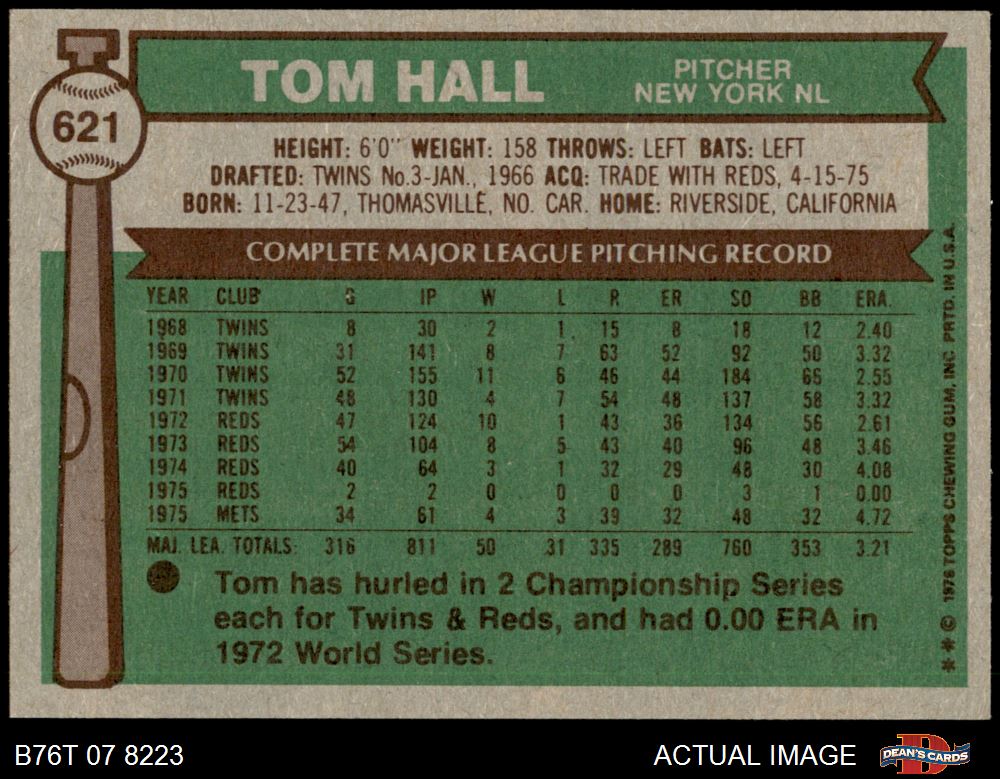 621
TOM HALL
PITCHER
NEW YORK NL
HEIGHT: 6'0" WEIGHT: 158 THROWS: LEFT BATS: LEFT
DRAFTED: TWINS No.3-JAN., 1966 ACQ: TRADE WITH REDS, 4-15-75
BORN: 11-23-47, THOMASVILLE, NO. CAR. HOME: RIVERSIDE, CALIFORNIA
COMPLETE MAJOR LEAGUE PITCHING RECORD
YEAR CLUB G IP W L R ER SO BB ERA.
1968 TWINS 8 30 2 1 15 8 18 12 2.40
1969 TWINS 31 141 8 7 63 52 92 50 3.32
1970 TWINS 52 155 11 6 46 44 184 66 2.55
1971 TWINS 48 130 4 7 54 48 137 58 3.32
1972 REDS 47 124 10 1 43 36 134 56 2.61
1973 REDS 54 104 8 5 43 40 96 48 3.46
1974 REDS 40 64 3 1 32 29 48 30 4.08
1975 REDS 2 2 0 0 0 0 3 1 0.00
1975 METS 34 61 4 3 39 32 48 32 4.72
MAJ. LEA. TOTALS: 316 811 50 31 335 289 760 353 3.21
Tom has hurled in 2 Championship Series
each for Twins & Reds, and had 0.00 ERA in
1972 World Series.
** © 1976 TOPPS CHEWING GUM, INC PRTD. IN U.S.A.
B76T 07 8223
ACTUAL IMAGE
DEAN'S CARDS